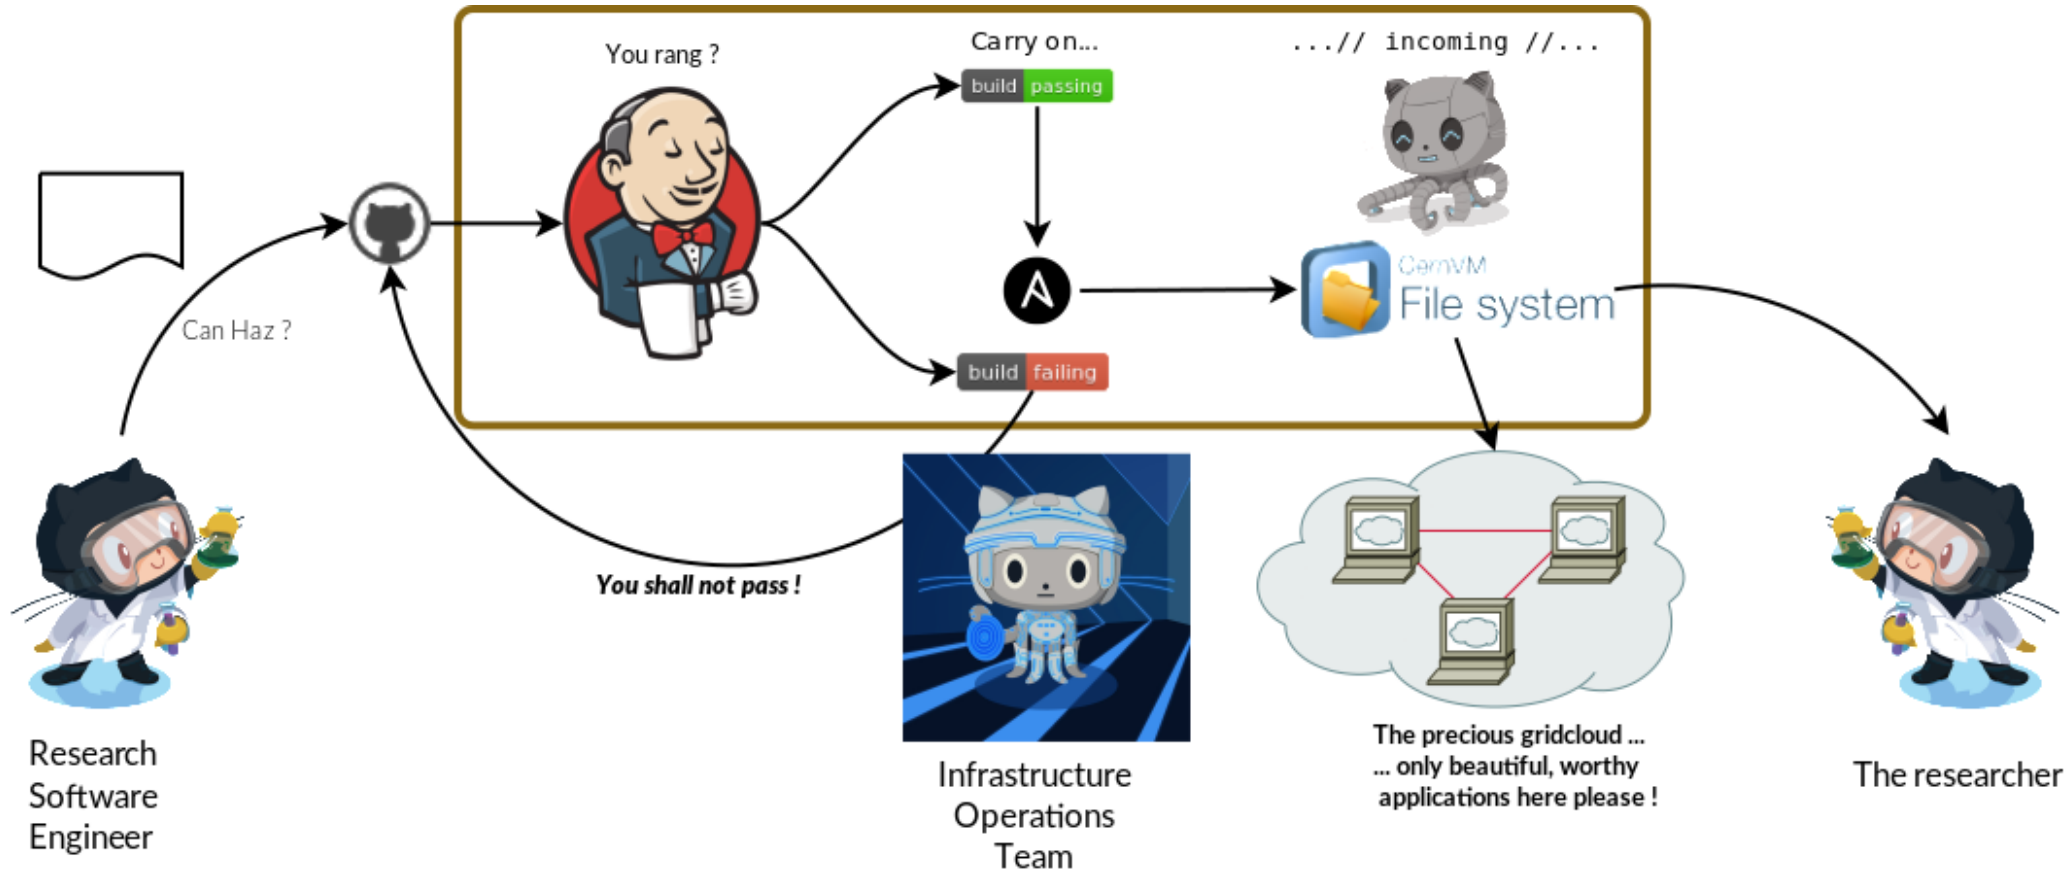 You rang ?
Carry on...
...// incoming //...
build passing
Can Haz ?
CernVM
File system
build failing
You shall not pass !
Research
Software
Engineer
Infrastructure
Operations
Team
The precious gridcloud ...
... only beautiful, worthy
applications here please !
The researcher